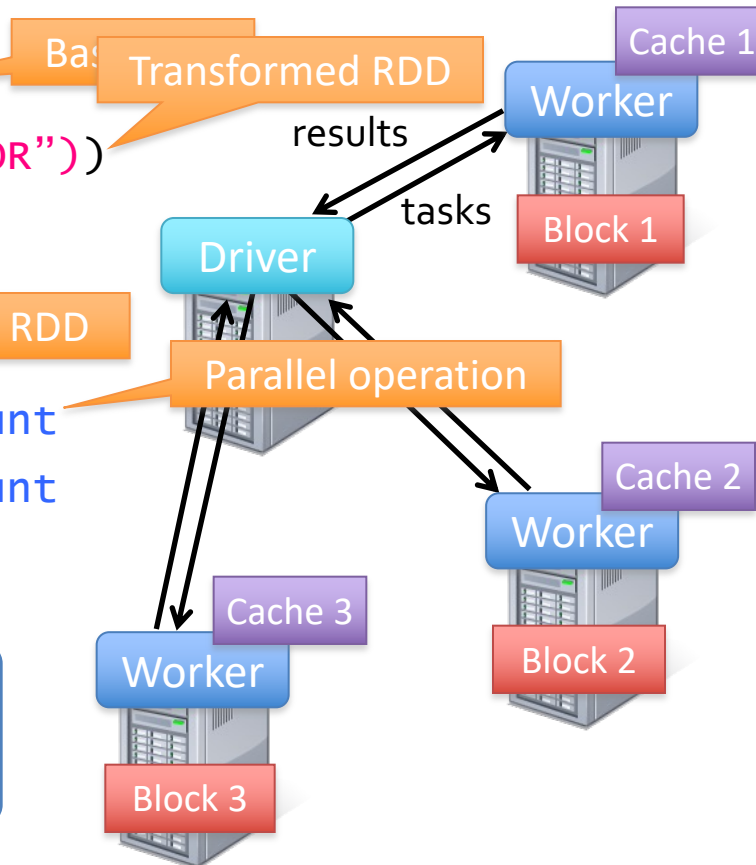 Cache 1
Bas
Transformed RDD
Worker
results
OR”))
tasks
Block 1
Driver
RDD
Parallel operation
unt
Cache 2
unt
Worker
Cache 3
Block 2
Worker
Block 3